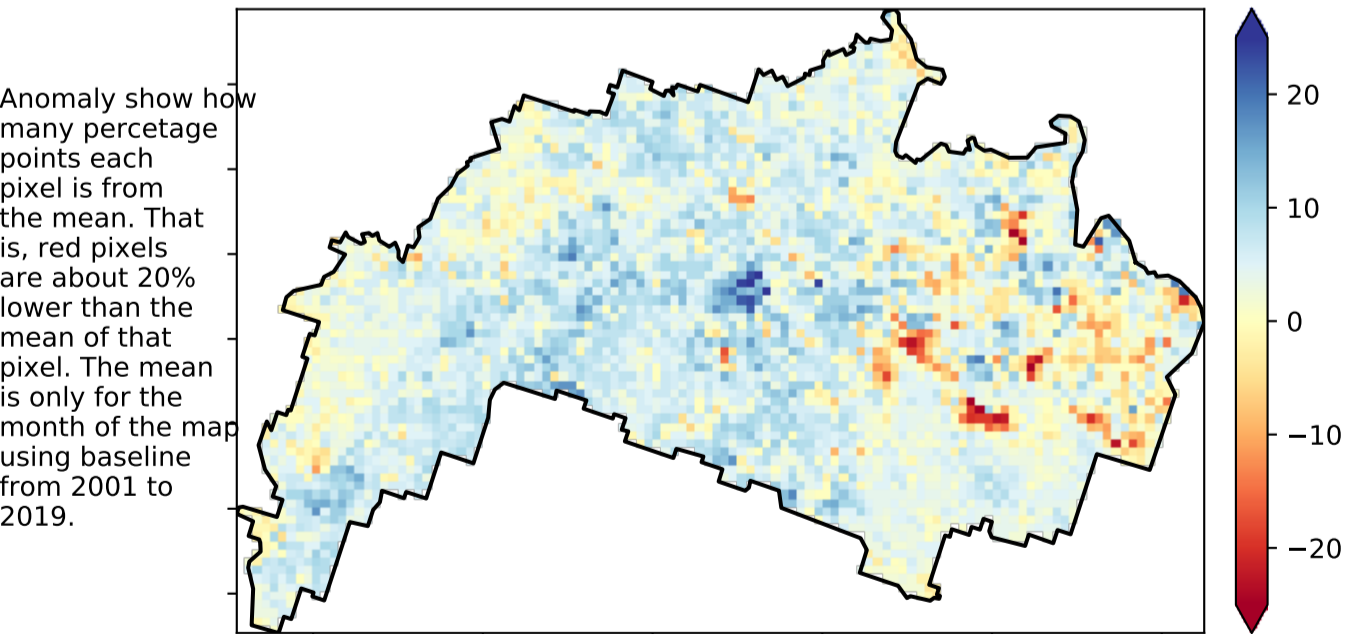 Anomaly show how
many percetage
points each
pixel is from
the mean. That
is, red pixels
are about 20%
lower than the
mean of that
pixel. The mean
is only for the
month of the map
using baseline
from 2001 to
2019.
20
10
0
−10
−20